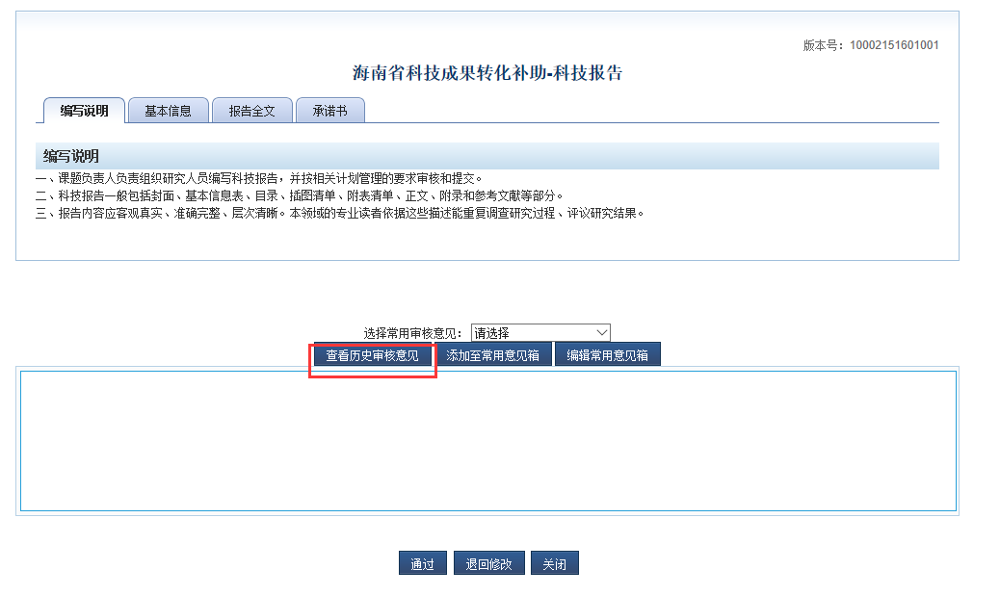 版本号：10002151601001
海南省科技成果转化补助-科技报告
编写说明 基本信息 报告全文 承诺书
编写说明
一、课题负责人负责组织研究人员编写科技报告，并按相关计划管理的要求审核和提交。
二、科技报告一般包括封面、基本信息表、目录、插图清单、附表清单、正文、附录和参考文献等部分。
三、报告内容应客观真实、准确完整、层次清晰。本领域的专业读者依据这些描述能重复调查研究过程、评议研究结果。
选择常用审核意见： 请选择
查看历史审核意见 添加至常用意见箱 编辑常用意见箱
通过 退回修改 关闭